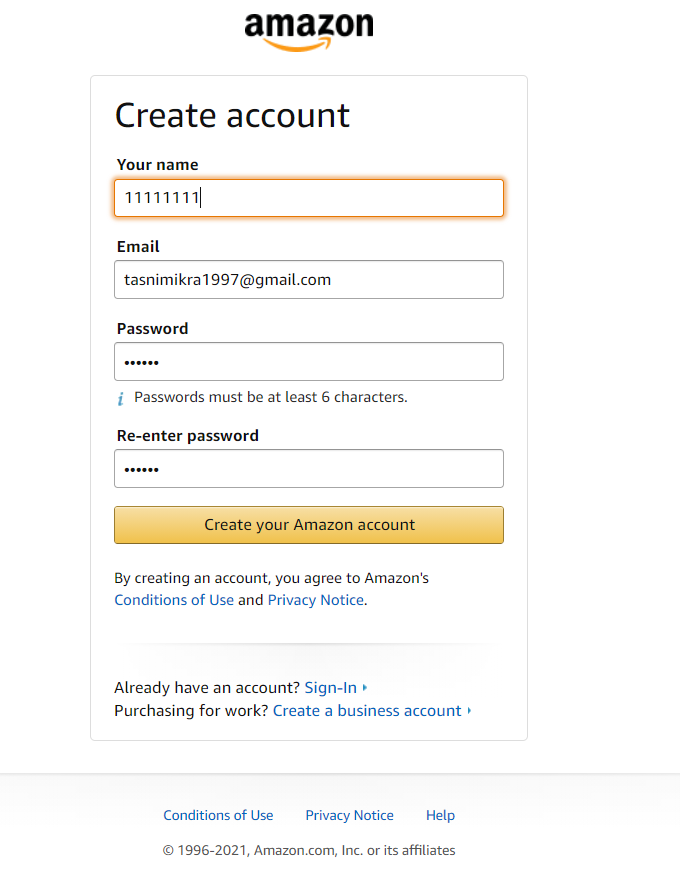 amazon
Create account
Your name
11111111
Email
tasnimikra1997@gmail.com
Password
••••••
i Passwords must be at least 6 characters.
Re-enter password
••••••
Create your Amazon account
By creating an account, you agree to Amazon's
Conditions of Use and Privacy Notice.
Already have an account? Sign-In
Purchasing for work? Create a business account
Conditions of Use Privacy Notice Help
© 1996-2021, Amazon.com, Inc. or its affiliates